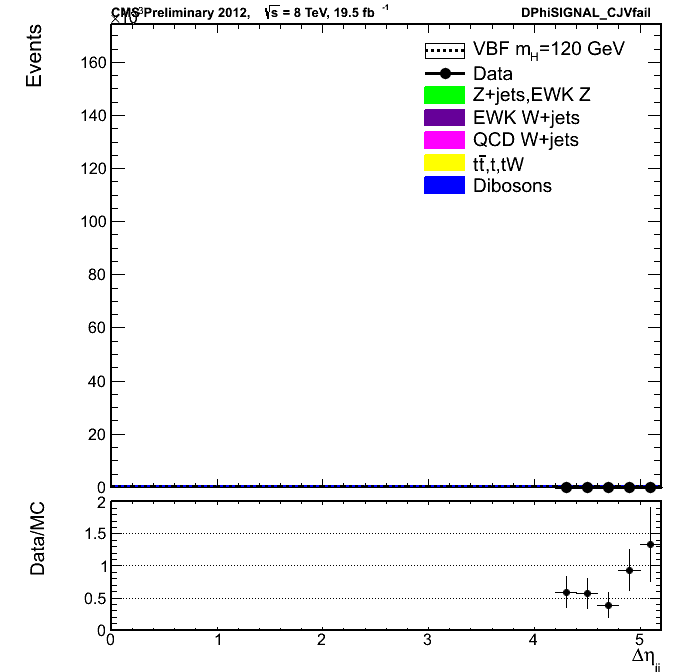 CMS Preliminary 2012, √s = 8 TeV, 19.5 fb⁻¹ DPhiSIGNAL_CJVfail
×10³
Events
160
140
120
100
80
60
40
20
0
VBF m_H=120 GeV
Data
Z+jets,EWK Z
EWK W+jets
QCD W+jets
tt̄,t,tW
Dibosons
Data/MC
2
1.5
1
0.5
0
0 1 2 3 4 5
Δη_jj